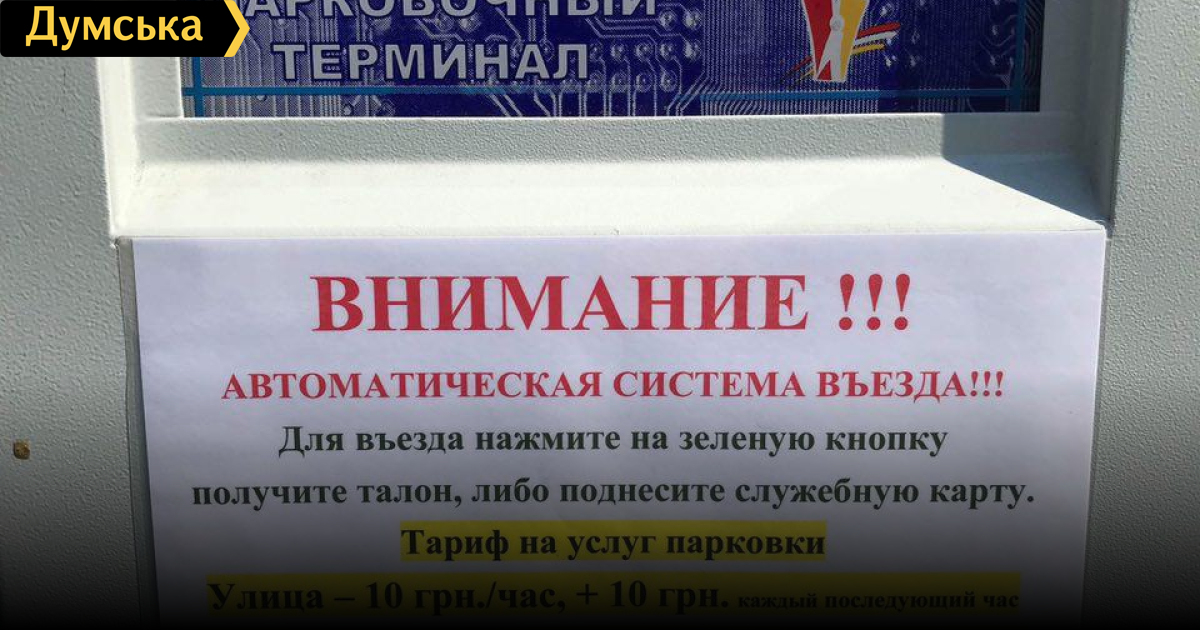 Думська
ПАРКОВОЧНЫЙ
ТЕРМИНАЛ
ВНИМАНИЕ !!!
АВТОМАТИЧЕСКАЯ СИСТЕМА ВЪЕЗДА!!!
Для въезда нажмите на зеленую кнопку
получите талон, либо поднесите служебную карту.
Тариф на услуг парковки
Улица – 10 грн./час, + 10 грн. каждый последующий час